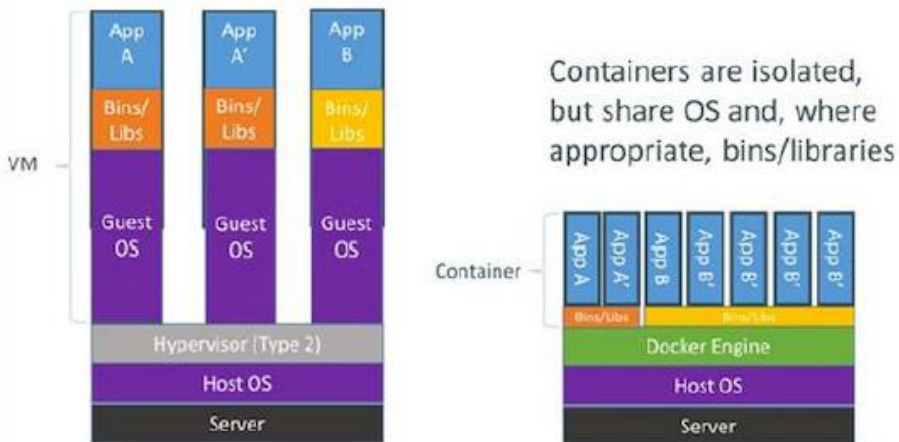 App
A
App
A'
App
B
Bins/
Libs
Bins/
Libs
Bins/
Libs
VM
Guest
OS
Guest
OS
Guest
OS
Hypervisor (Type 2)
Host OS
Server
Containers are isolated,
but share OS and, where
appropriate, bins/libraries
Container
App A
App A'
App B
App B'
App B'
App B'
App B'
Bins/Libs
Bins/Libs
Docker Engine
Host OS
Server